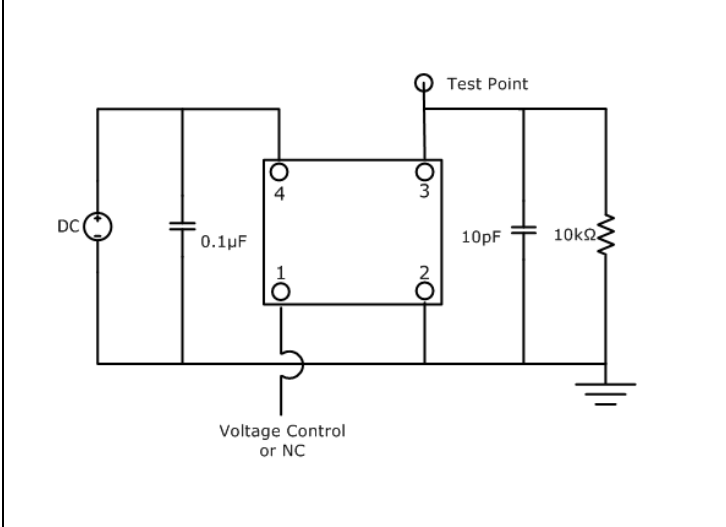 Test Point
4
3
DC
0.1µF
10pF
10kΩ
1
2
Voltage Control
or NC